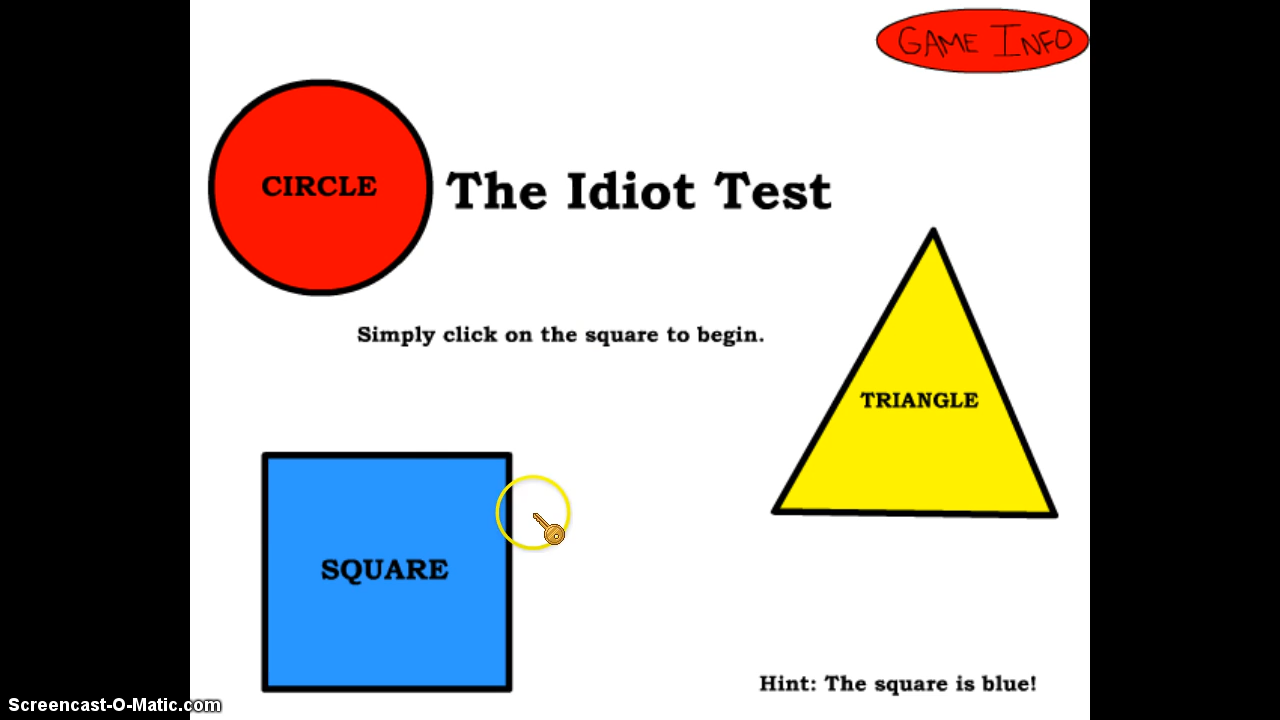 GAME INFO
CIRCLE
The Idiot Test
Simply click on the square to begin.
TRIANGLE
SQUARE
Hint: The square is blue!
Screencast-O-Matic.com